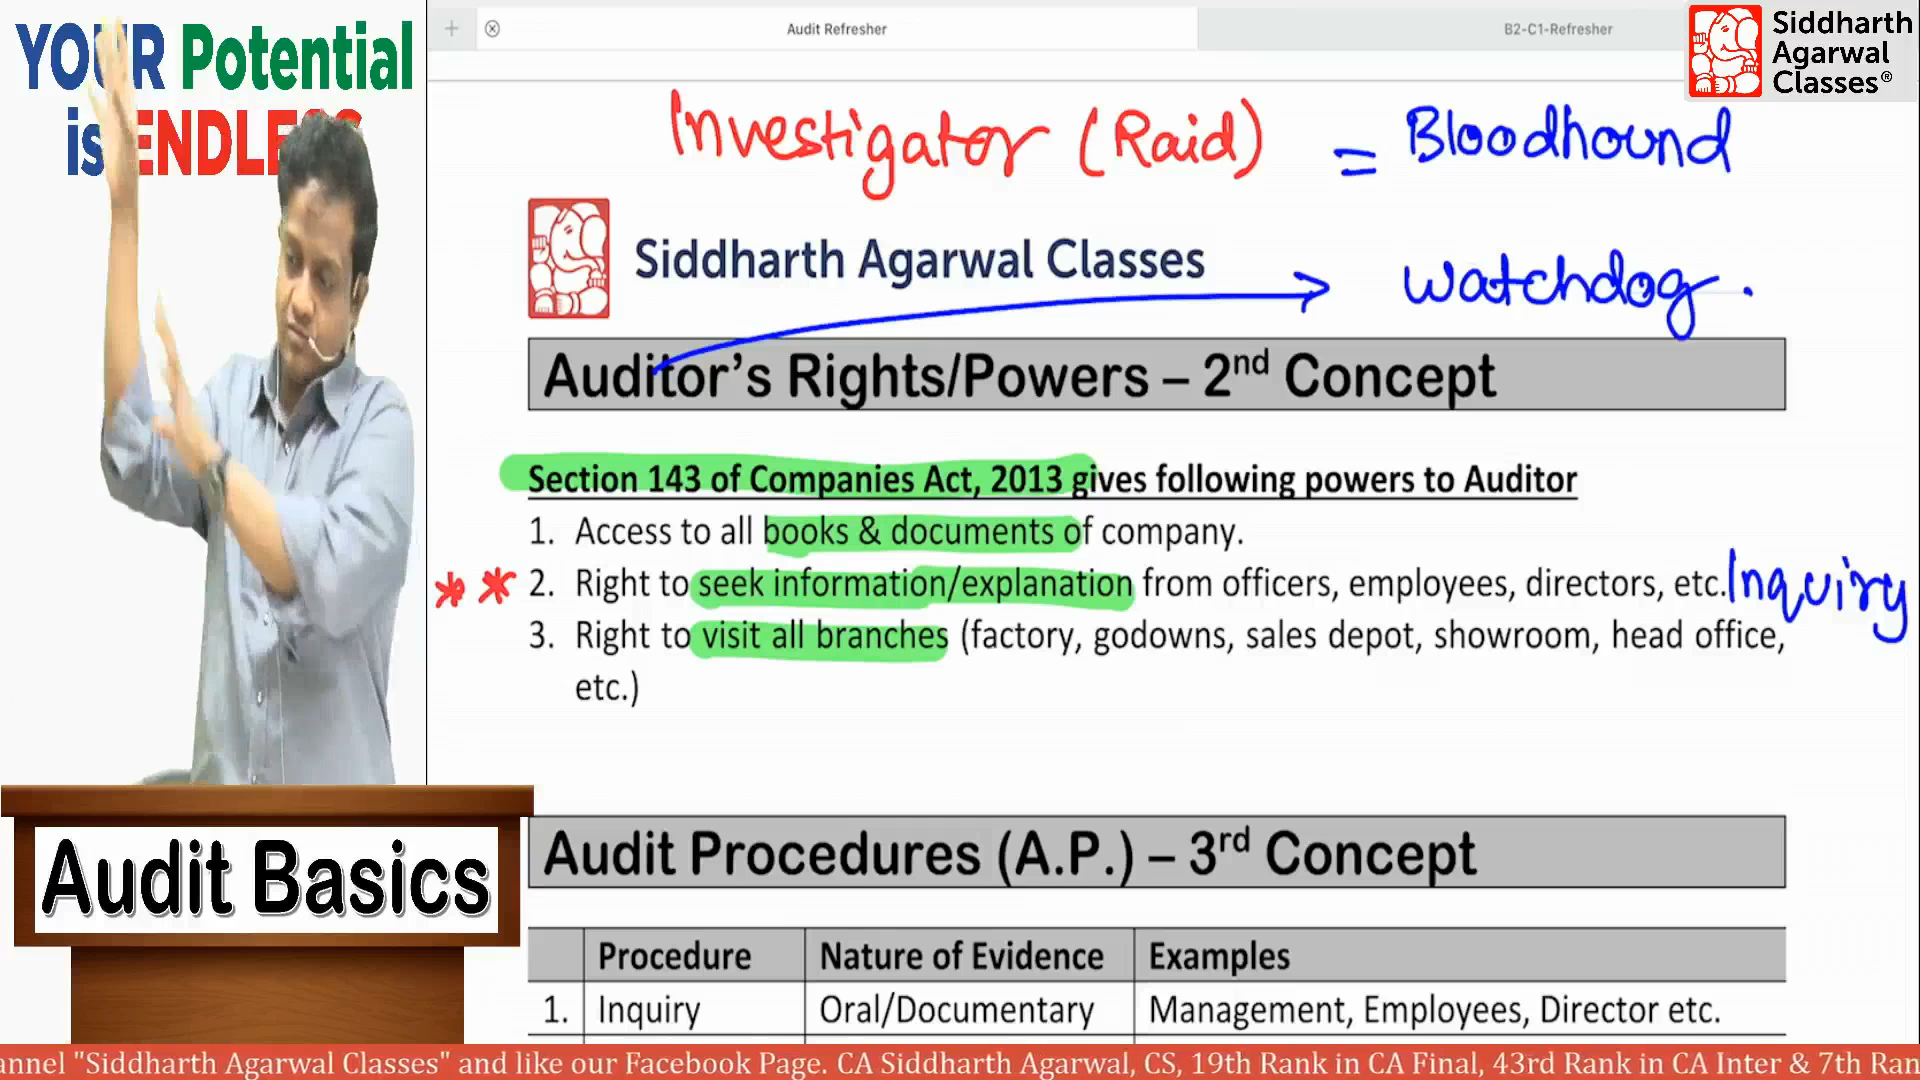 YOUR Potential
is ENDLESS
Audit Refresher
B2-C1-Refresher
Siddharth
Agarwal
Classes®
Investigator (Raid) = Bloodhound
Siddharth Agarwal Classes
Watchdog.
Auditor's Rights/Powers – 2nd Concept
Section 143 of Companies Act, 2013 gives following powers to Auditor
1. Access to all books & documents of company.
** 2. Right to seek information/explanation from officers, employees, directors, etc. Inquiry
3. Right to visit all branches (factory, godowns, sales depot, showroom, head office,
etc.)
Audit Basics
Audit Procedures (A.P.) – 3rd Concept
Procedure Nature of Evidence Examples
1. Inquiry Oral/Documentary Management, Employees, Director etc.
annel "Siddharth Agarwal Classes" and like our Facebook Page. CA Siddharth Agarwal, CS, 19th Rank in CA Final, 43rd Rank in CA Inter & 7th Ran